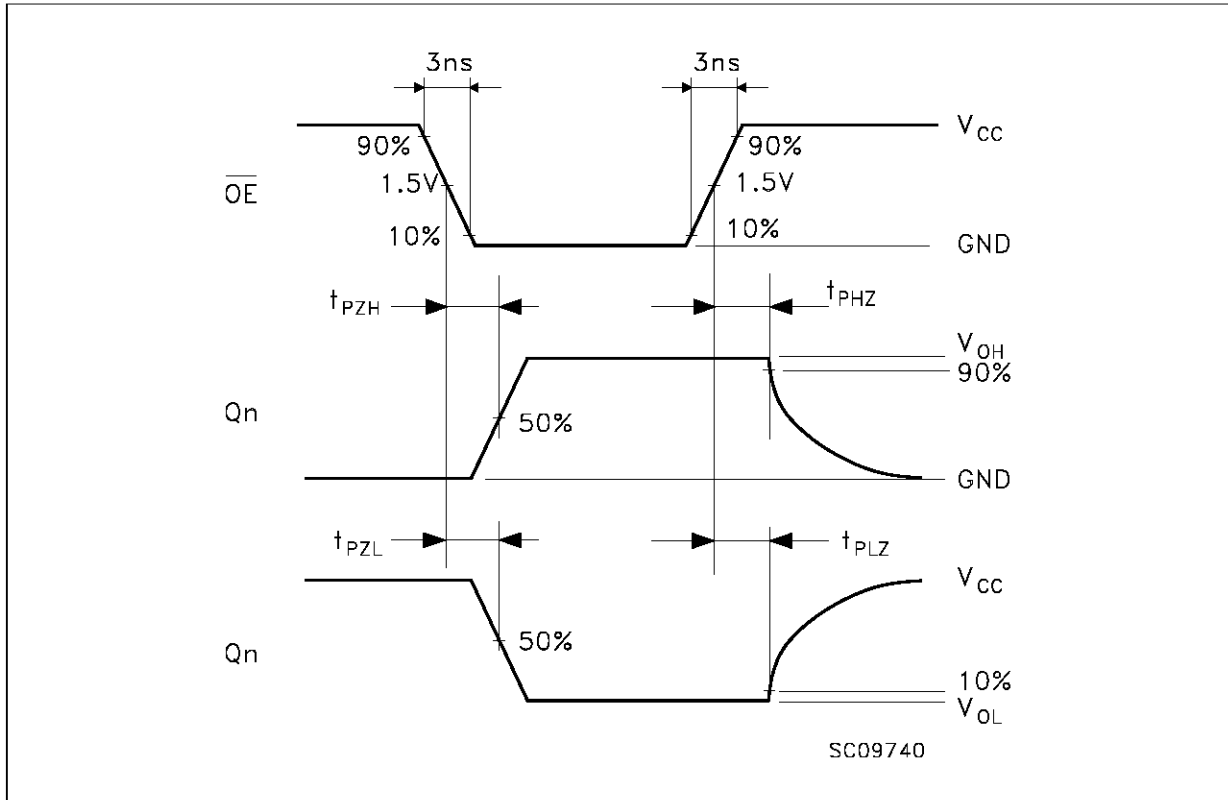 3ns 3ns
V_CC
90% 90%
OE 1.5V 1.5V
10% 10%
GND
t_PZH t_PHZ
V_OH
90%
Qn 50%
GND
t_PZL t_PLZ
V_CC
Qn 50%
10%
V_OL
SC09740